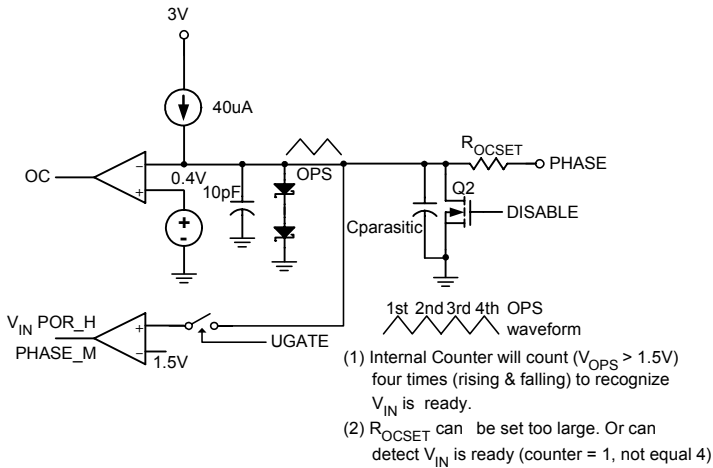 3V
40uA
R_OCSET
PHASE
OC
−
+
0.4V
10pF
OPS
Q2
DISABLE
Cparasitic
+
-
V_IN POR_H
PHASE_M
+
−
1.5V
UGATE
1st 2nd 3rd 4th OPS
waveform
(1) Internal Counter will count (V_OPS > 1.5V)
four times (rising & falling) to recognize
V_IN is ready.
(2) R_OCSET can be set too large. Or can
detect V_IN is ready (counter = 1, not equal 4)